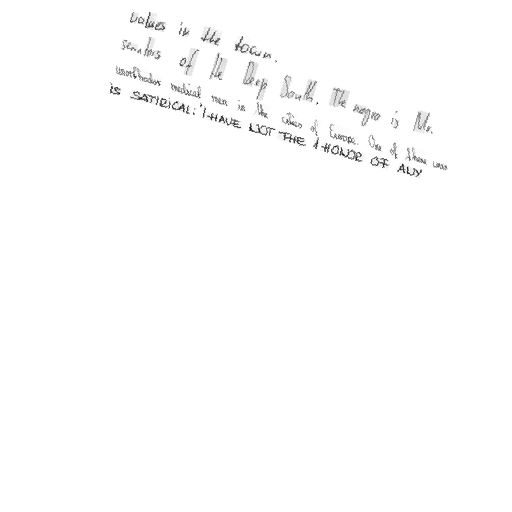 values in the town.
senators of the Deep South. The negro is Mr.
unorthodox medical men in the cities of Europe. One of these was
is SATIRICAL: 'I HAVE NOT THE HONOR OF ANY